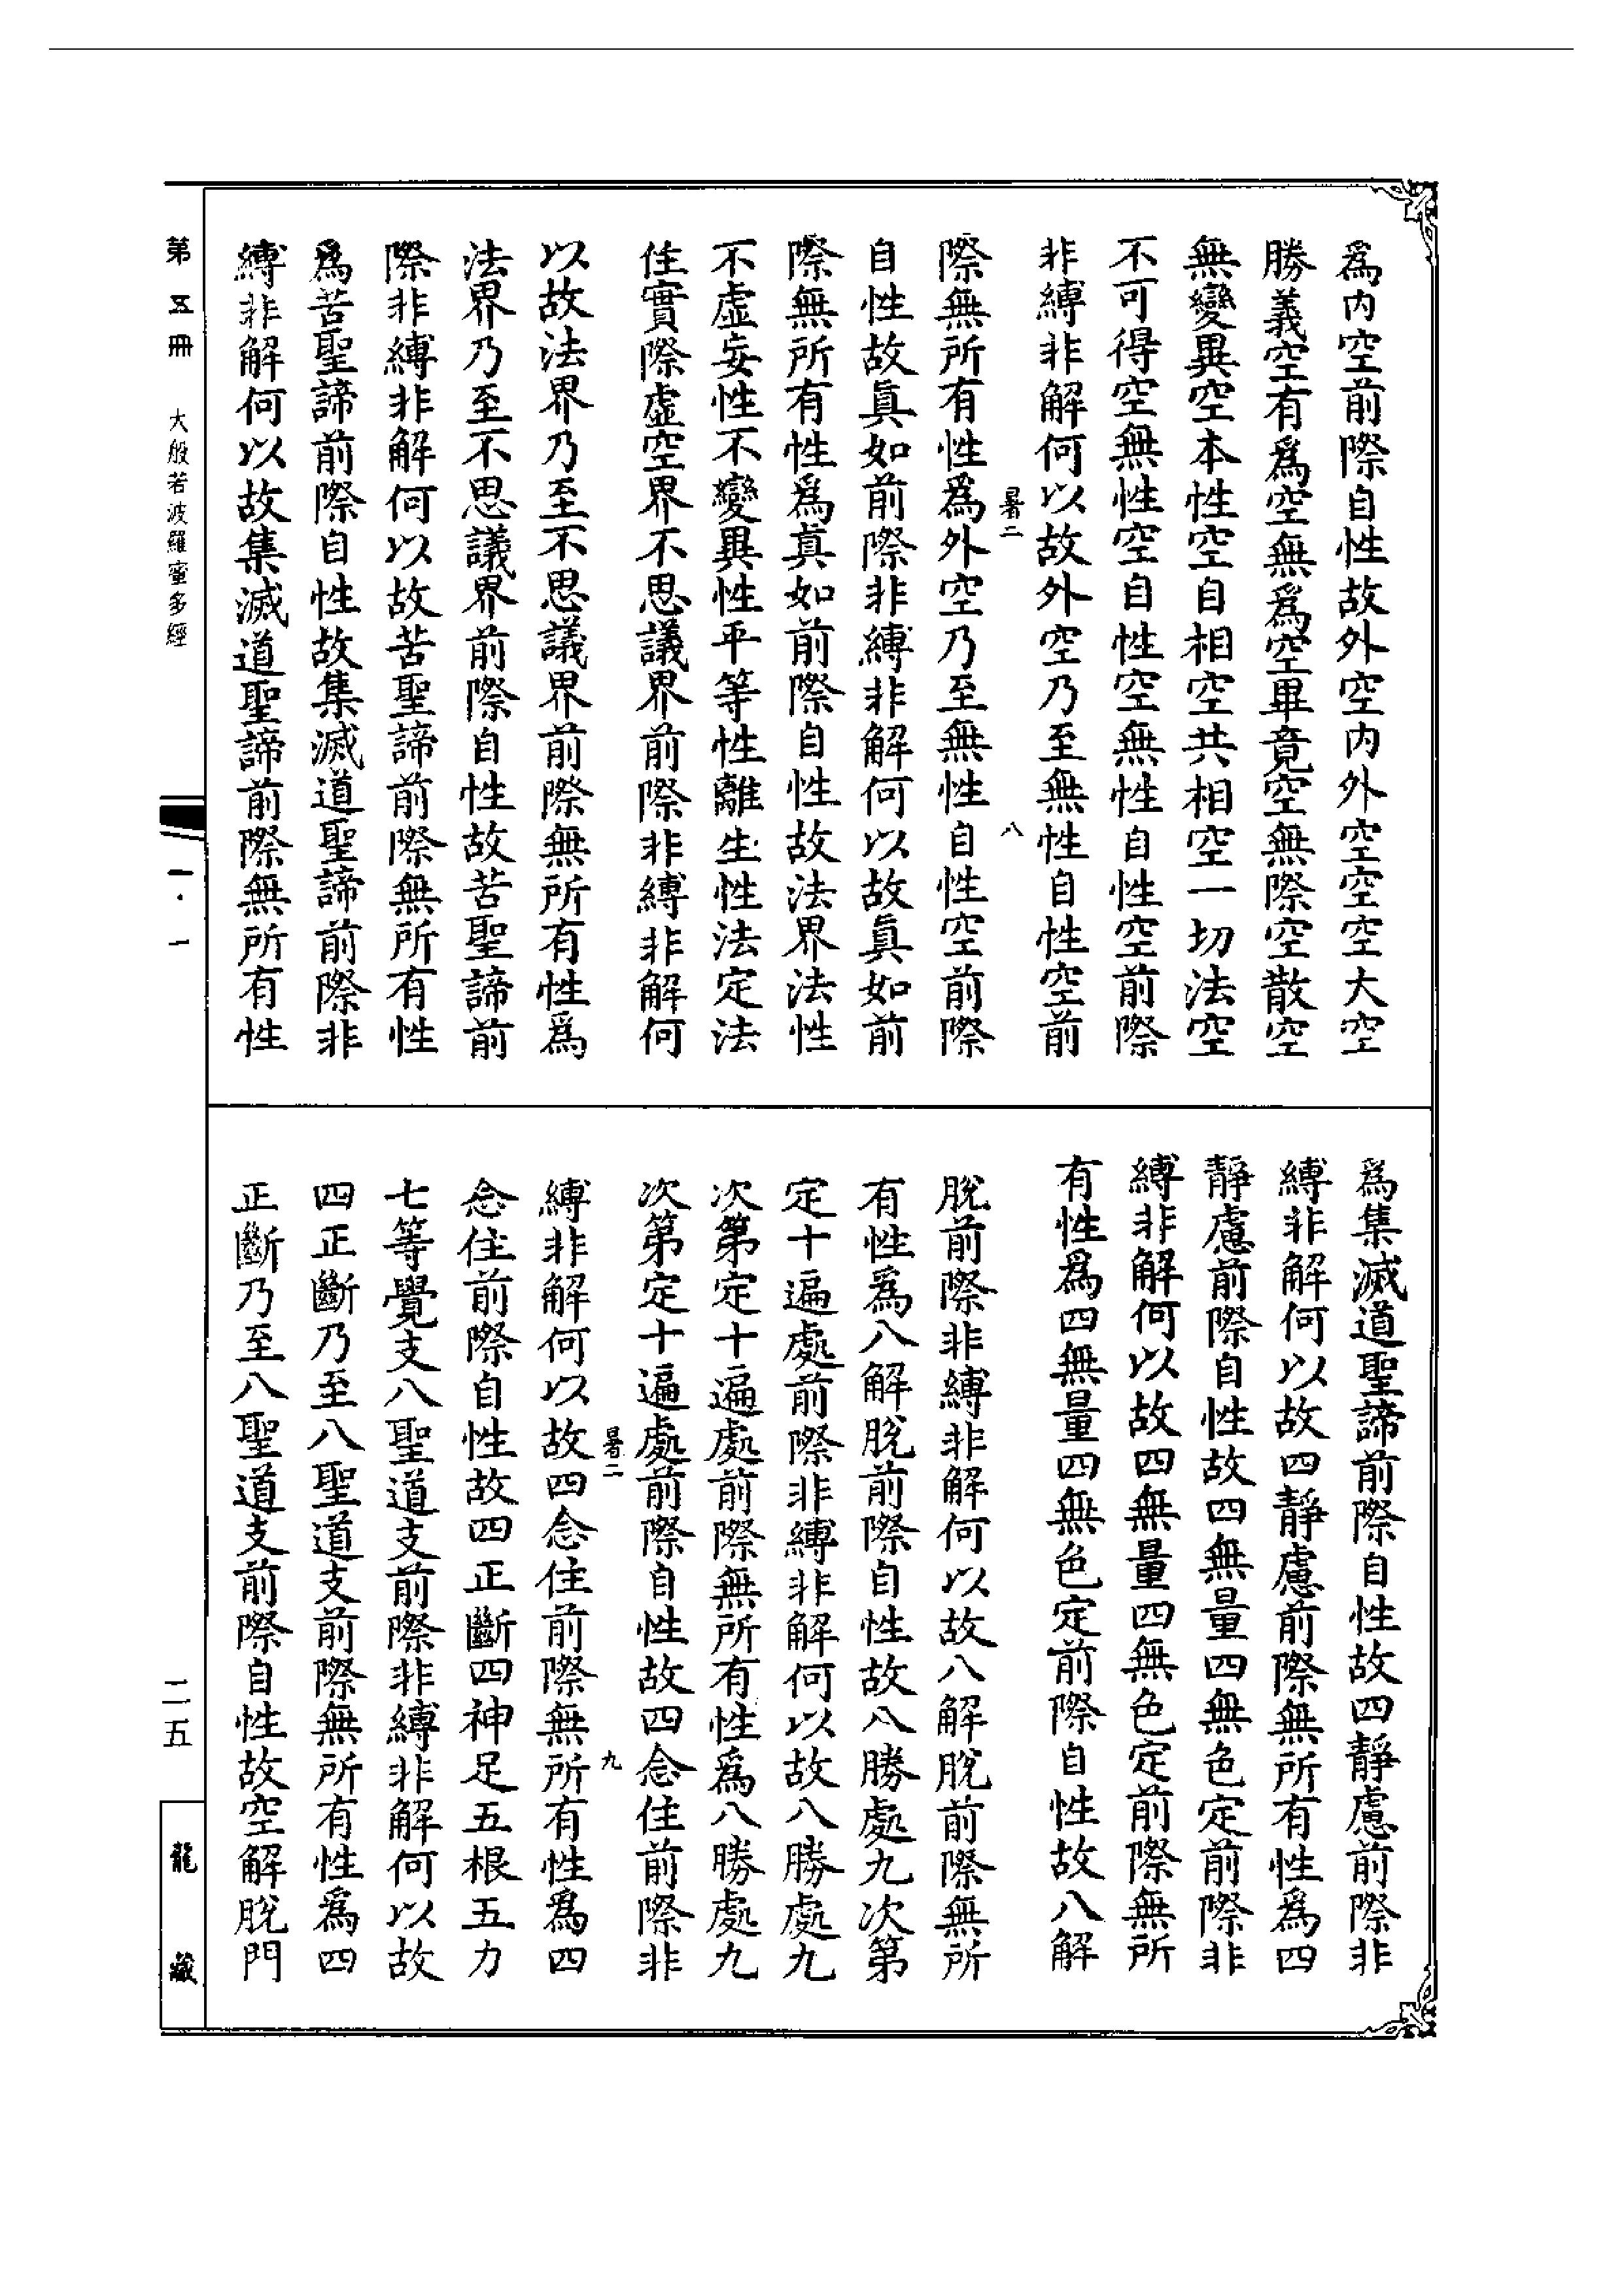 爲內空前際自性故外空內外空空空大空
勝義空有爲空無爲空畢竟空無際空散空
無變異空本性空自相空共相空一切法空
不可得空無性空自性空無性自性空前際
非縛非解何以故外空乃至無性自性空前
暑二 八
際無所有性爲外空乃至無性自性空前際
自性故眞如前際非縛非解何以故眞如前
際無所有性爲眞如前際自性故法界法性
不虛妄性不變異性平等性離生性法定法
住實際虛空界不思議界前際非縛非解何
以故法界乃至不思議界前際無所有性爲
法界乃至不思議界前際自性故苦聖諦前
際非縛非解何以故苦聖諦前際無所有性
爲苦聖諦前際自性故集滅道聖諦前際非
縛非解何以故集滅道聖諦前際無所有性
爲集滅道聖諦前際自性故四靜慮前際非
縛非解何以故四靜慮前際無所有性爲四
靜慮前際自性故四無量四無色定前際非
縛非解何以故四無量四無色定前際無所
有性爲四無量四無色定前際自性故八解
脫前際非縛非解何以故八解脫前際無所
有性爲八解脫前際自性故八勝處九次第
定十遍處前際非縛非解何以故八勝處九
次第定十遍處前際無所有性爲八勝處九
次第定十遍處前際自性故四念住前際非
暑二 九
縛非解何以故四念住前際無所有性爲四
念住前際自性故四正斷四神足五根五力
七等覺支八聖道支前際非縛非解何以故
四正斷乃至八聖道支前際無所有性爲四
正斷乃至八聖道支前際自性故空解脫門
第五冊 大般若波羅蜜多經
一·一
二五
龍藏